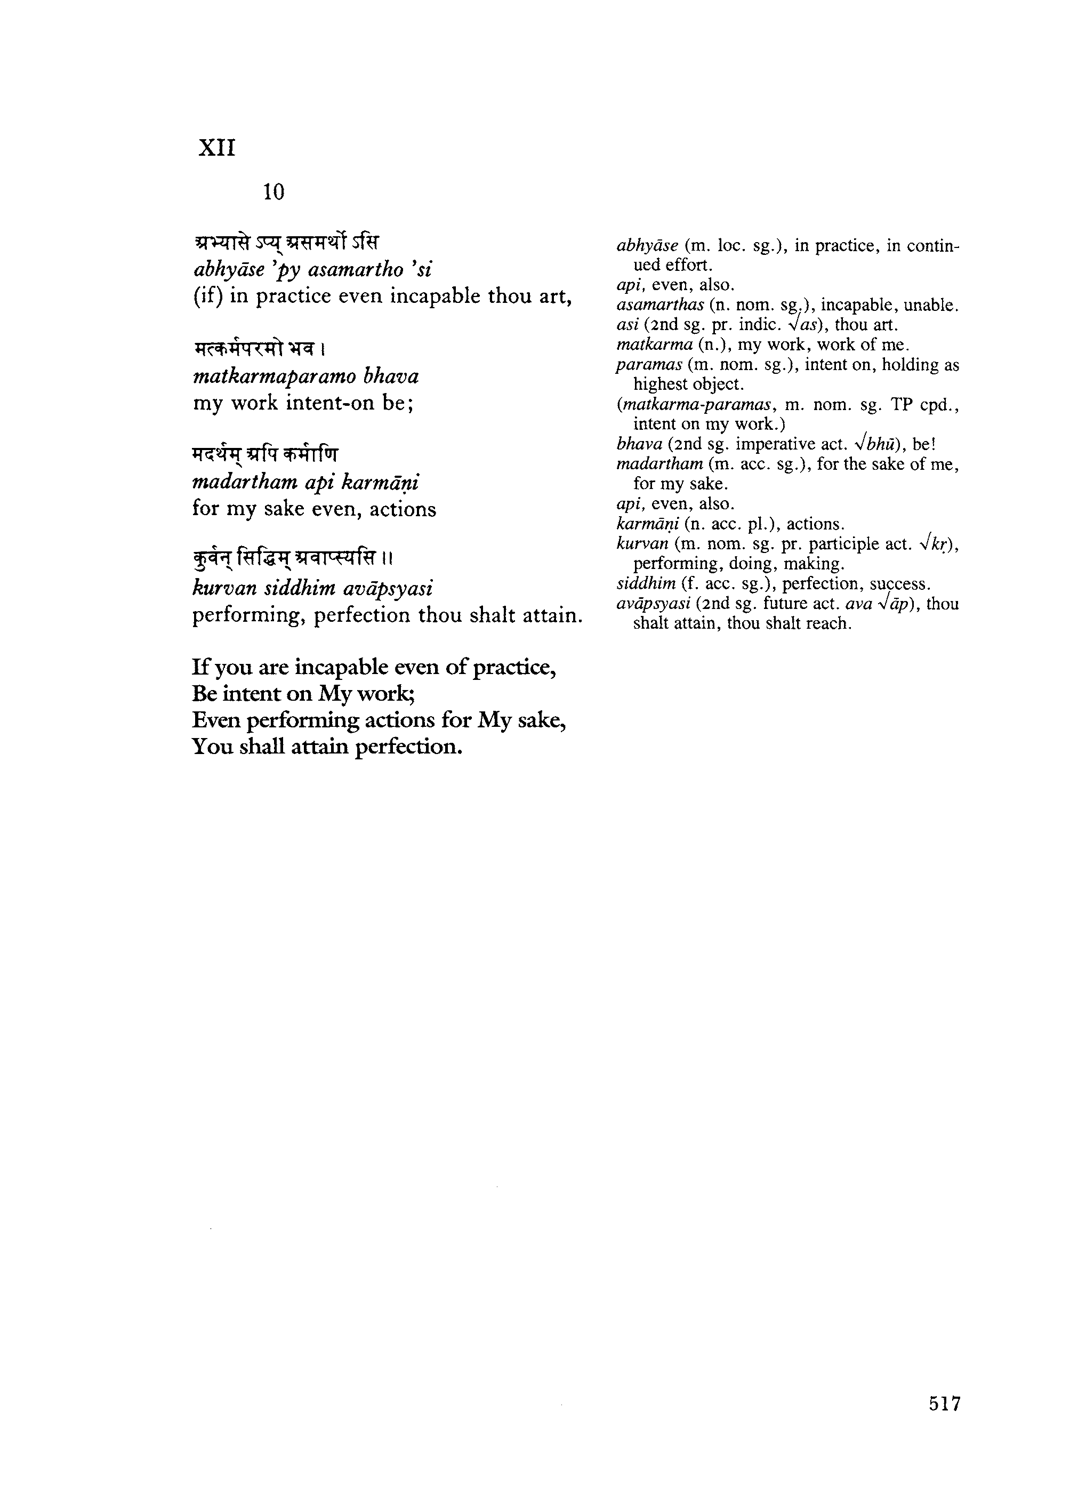 XII
10
अभ्यासे ऽप्य् असमर्थो ऽसि
abhyāse ’py asamartho ’si
(if) in practice even incapable thou art,
मत्कर्मपरमो भव ।
matkarmaparamo bhava
my work intent-on be;
मदर्थम् अपि कर्माणि
madartham api karmāṇi
for my sake even, actions
कुर्वन् सिद्धिम् अवाप्स्यसि ॥
kurvan siddhim avāpsyasi
performing, perfection thou shalt attain.
If you are incapable even of practice,
Be intent on My work;
Even performing actions for My sake,
You shall attain perfection.
abhyāse (m. loc. sg.), in practice, in contin-
ued effort.
api, even, also.
asamarthas (n. nom. sg.), incapable, unable.
asi (2nd sg. pr. indic. √as), thou art.
matkarma (n.), my work, work of me.
paramas (m. nom. sg.), intent on, holding as
highest object.
(matkarma-paramas, m. nom. sg. TP cpd.,
intent on my work.)
bhava (2nd sg. imperative act. √bhū), be!
madartham (m. acc. sg.), for the sake of me,
for my sake.
api, even, also.
karmāṇi (n. acc. pl.), actions.
kurvan (m. nom. sg. pr. participle act. √kṛ),
performing, doing, making.
siddhim (f. acc. sg.), perfection, success.
avāpsyasi (2nd sg. future act. ava √āp), thou
shalt attain, thou shalt reach.
517